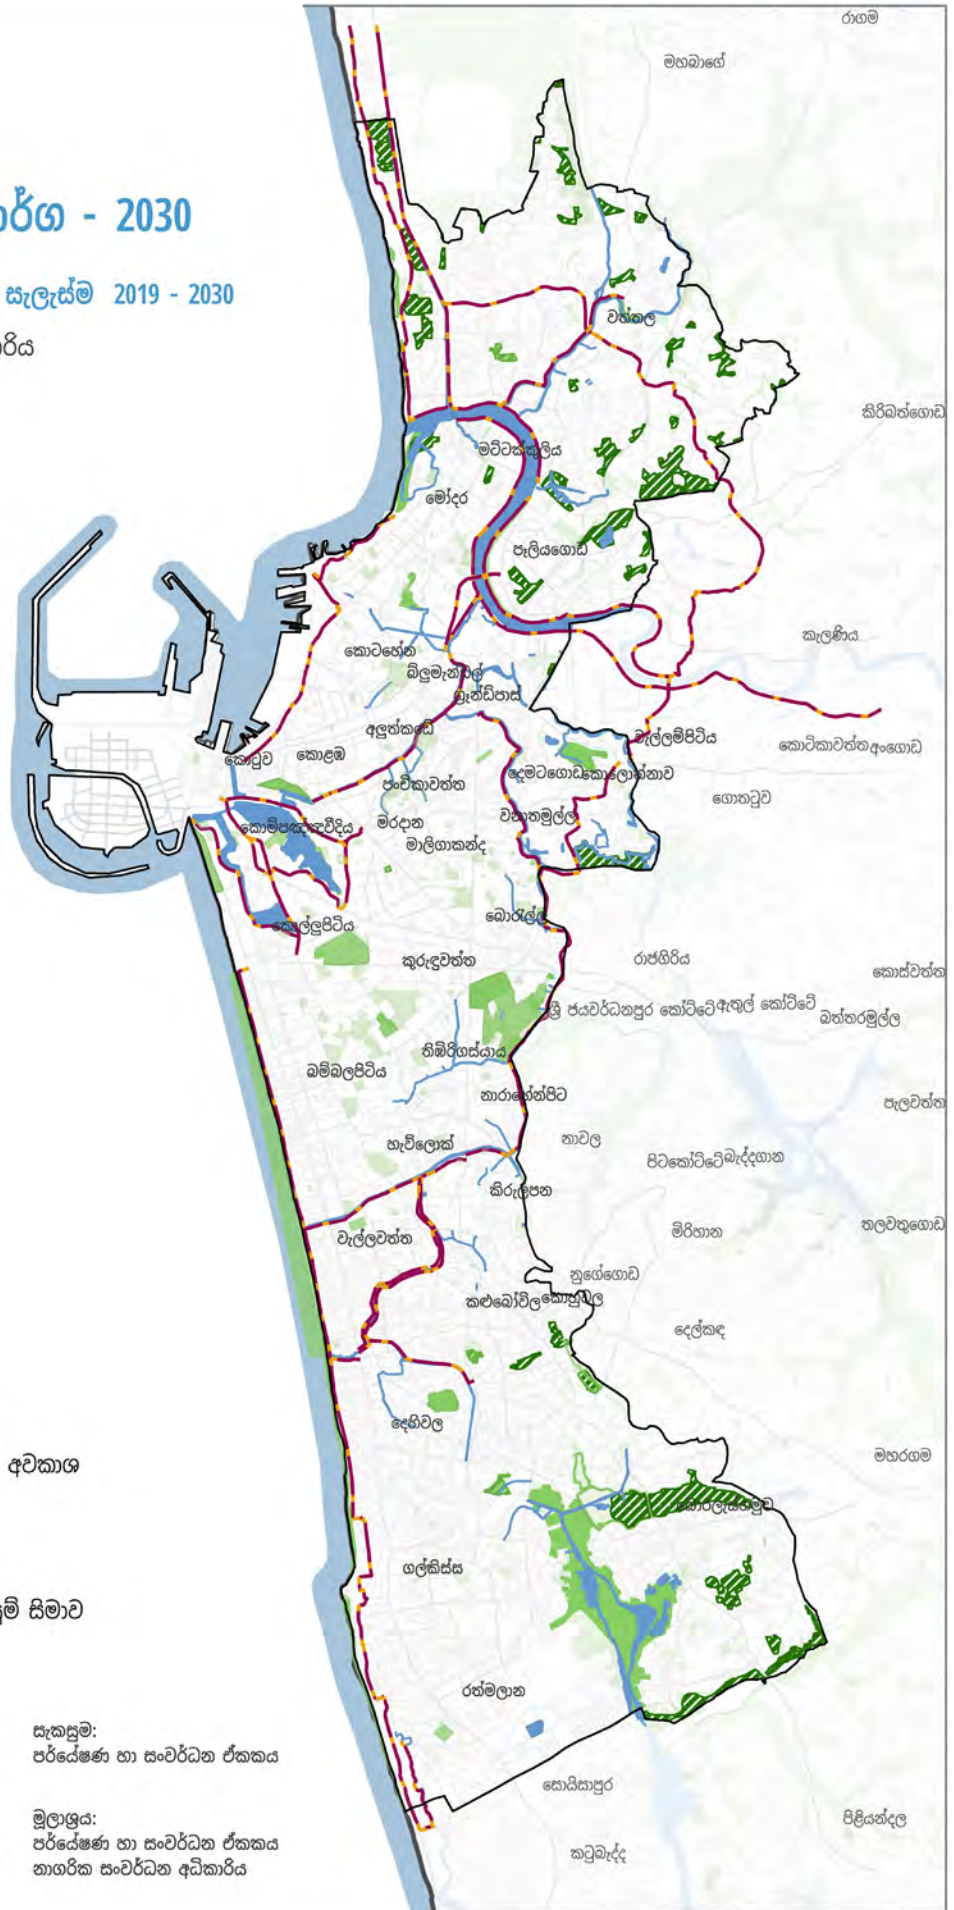 රාගම
මහබාගේ
ර්ග - 2030
සැලැස්ම 2019 - 2030
රිය
වත්තල
කිරිබත්ගොඩ
මට්ටක්කුලිය
මෝදර
පෑලියගොඩ
කැලණිය
කොටහේන
බ්ලුමැන්ඩල්
ග්‍රෑන්ඩ්පාස්
අලුත්කඩේ
වැල්ලම්පිටිය
කොටිකාවත්ත අංගොඩ
කොටුව
කොළඹ
දෙමටගොඩ කොලොන්නාව
පංචිකාවත්ත
ගොතටුව
වනාතමුල්ල
මරදාන
කොම්පඤ්ඤවීදිය
මාලිගාකන්ද
බොරැල්ල
කොල්ලුපිටිය
කුරුඳුවත්ත
රාජගිරිය
කොස්වත්ත
ශ්‍රී ජයවර්ධනපුර කෝට්ටේ ඇතුල් කෝට්ටේ
බත්තරමුල්ල
තිඹිරිගස්යාය
බම්බලපිටිය
නාරාහේන්පිට
පැලවත්ත
හැව්ලොක්
නාවල
පිටකෝට්ටේ බැද්දගාන
කිරුලපන
තලවතුගොඩ
මිරිහාන
වැල්ලවත්ත
නුගේගොඩ
කළුබෝවිල කොහුවල
දෙල්කඳ
දෙහිවල
මහරගම
අවකාශ
බොරලැස්ගමුව
ගල්කිස්ස
ම් සීමාව
රත්මලාන
සැකසුම:
පර්යේෂණ හා සංවර්ධන ඒකකය
සොයිසාපුර
පිළියන්දල
මූලාශ්‍රය:
පර්යේෂණ හා සංවර්ධන ඒකකය
කටුබැද්ද
නාගරික සංවර්ධන අධිකාරිය